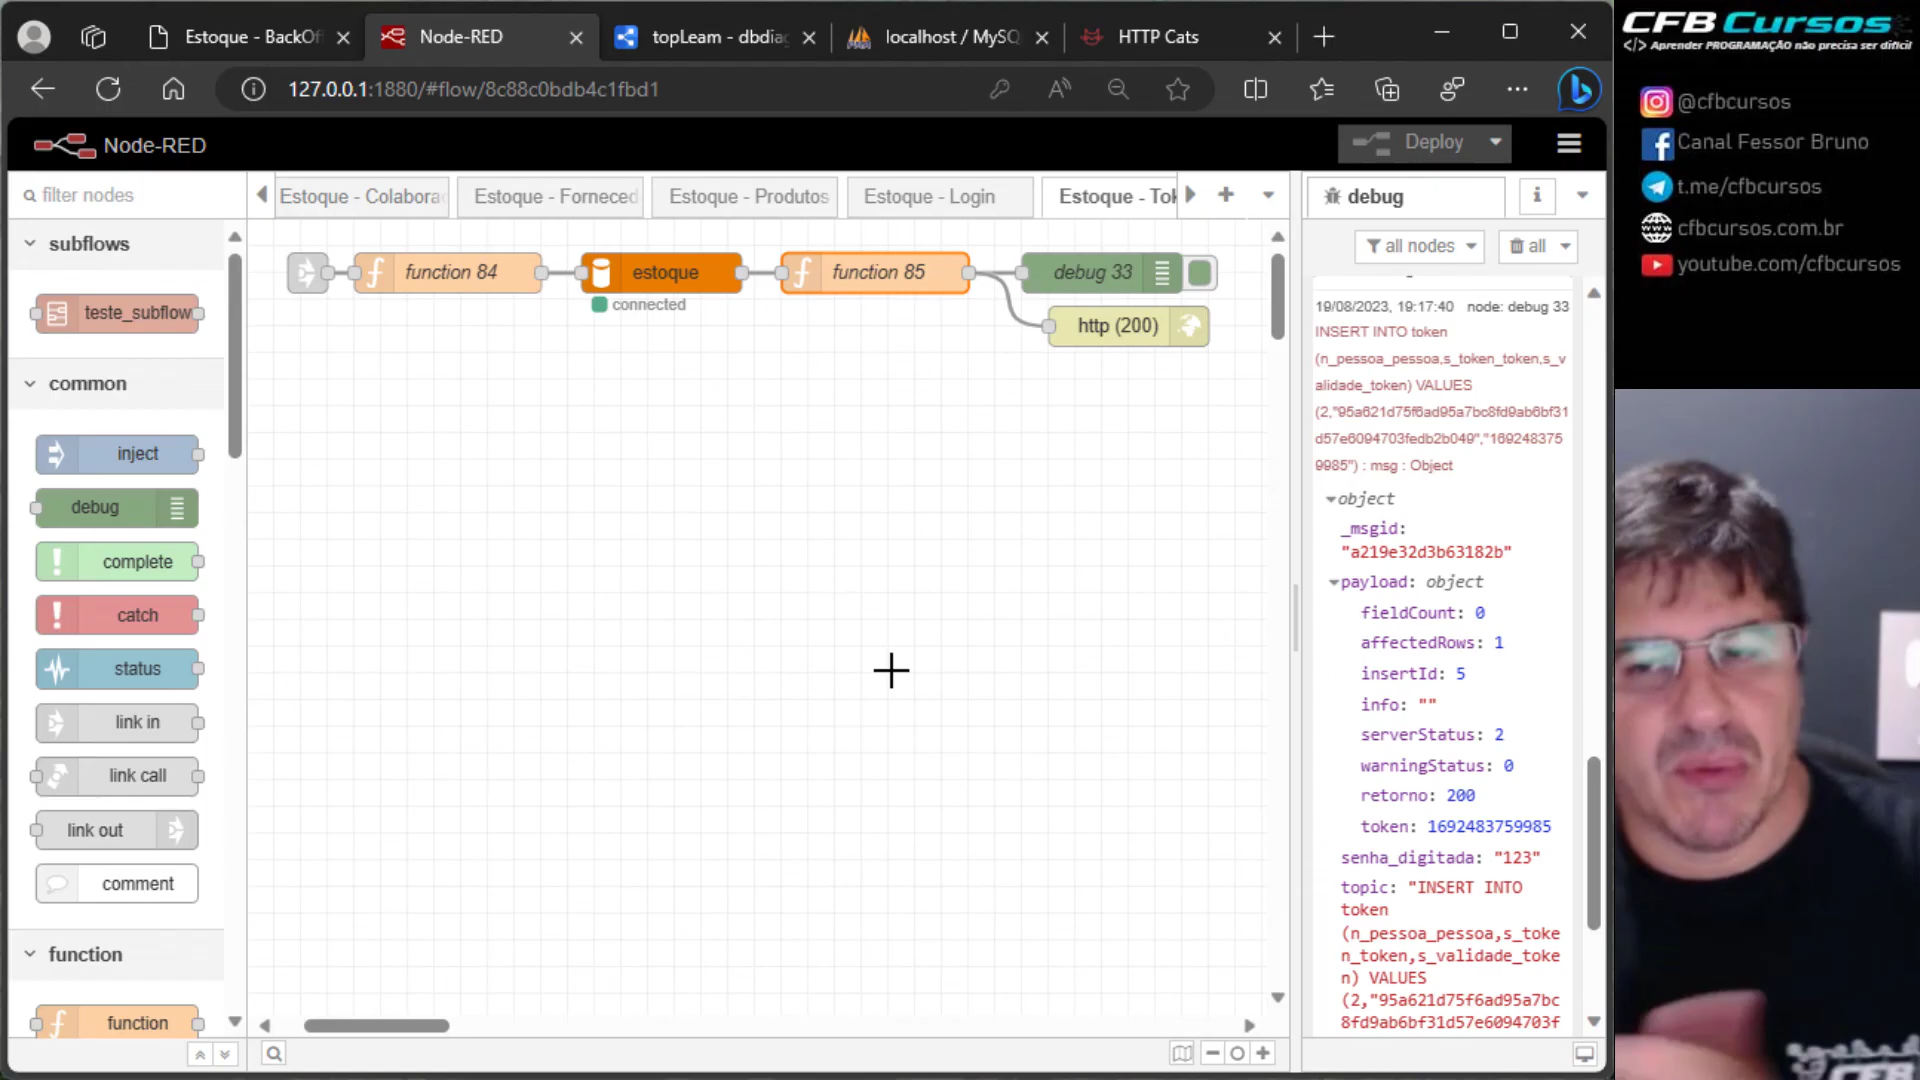 Estoque - BackOf
Node-RED
topLeam - dbdiag
localhost / MySQ
HTTP Cats
127.0.0.1:1880/#flow/8c88c0bdb4c1fbd1
Node-RED
Deploy
filter nodes
Estoque - Colabora
Estoque - Forneced
Estoque - Produtos
Estoque - Login
Estoque - Tok
debug
i
all nodes
all
subflows
teste_subflow
common
inject
debug
complete
catch
status
link in
link call
link out
comment
function
function
function 84
estoque
connected
function 85
debug 33
http (200)
19/08/2023, 19:17:40 node: debug 33
INSERT INTO token
(n_pessoa_pessoa,s_token_token,s_v
alidade_token) VALUES
(2,"95a621d75f6ad95a7bc8fd9ab6bf31
d57e6094703fedb2b049","169248375
9985") : msg : Object
object
_msgid:
"a219e32d3b63182b"
payload: object
fieldCount: 0
affectedRows: 1
insertId: 5
info: ""
serverStatus: 2
warningStatus: 0
retorno: 200
token: 1692483759985
senha_digitada: "123"
topic: "INSERT INTO
token
(n_pessoa_pessoa,s_toke
n_token,s_validade_toke
n) VALUES
(2,"95a621d75f6ad95a7bc
8fd9ab6bf31d57e6094703f
CFB Cursos
</> Aprender PROGRAMAÇÃO não precisa ser difícil
@cfbcursos
Canal Fessor Bruno
t.me/cfbcursos
cfbcursos.com.br
youtube.com/cfbcursos